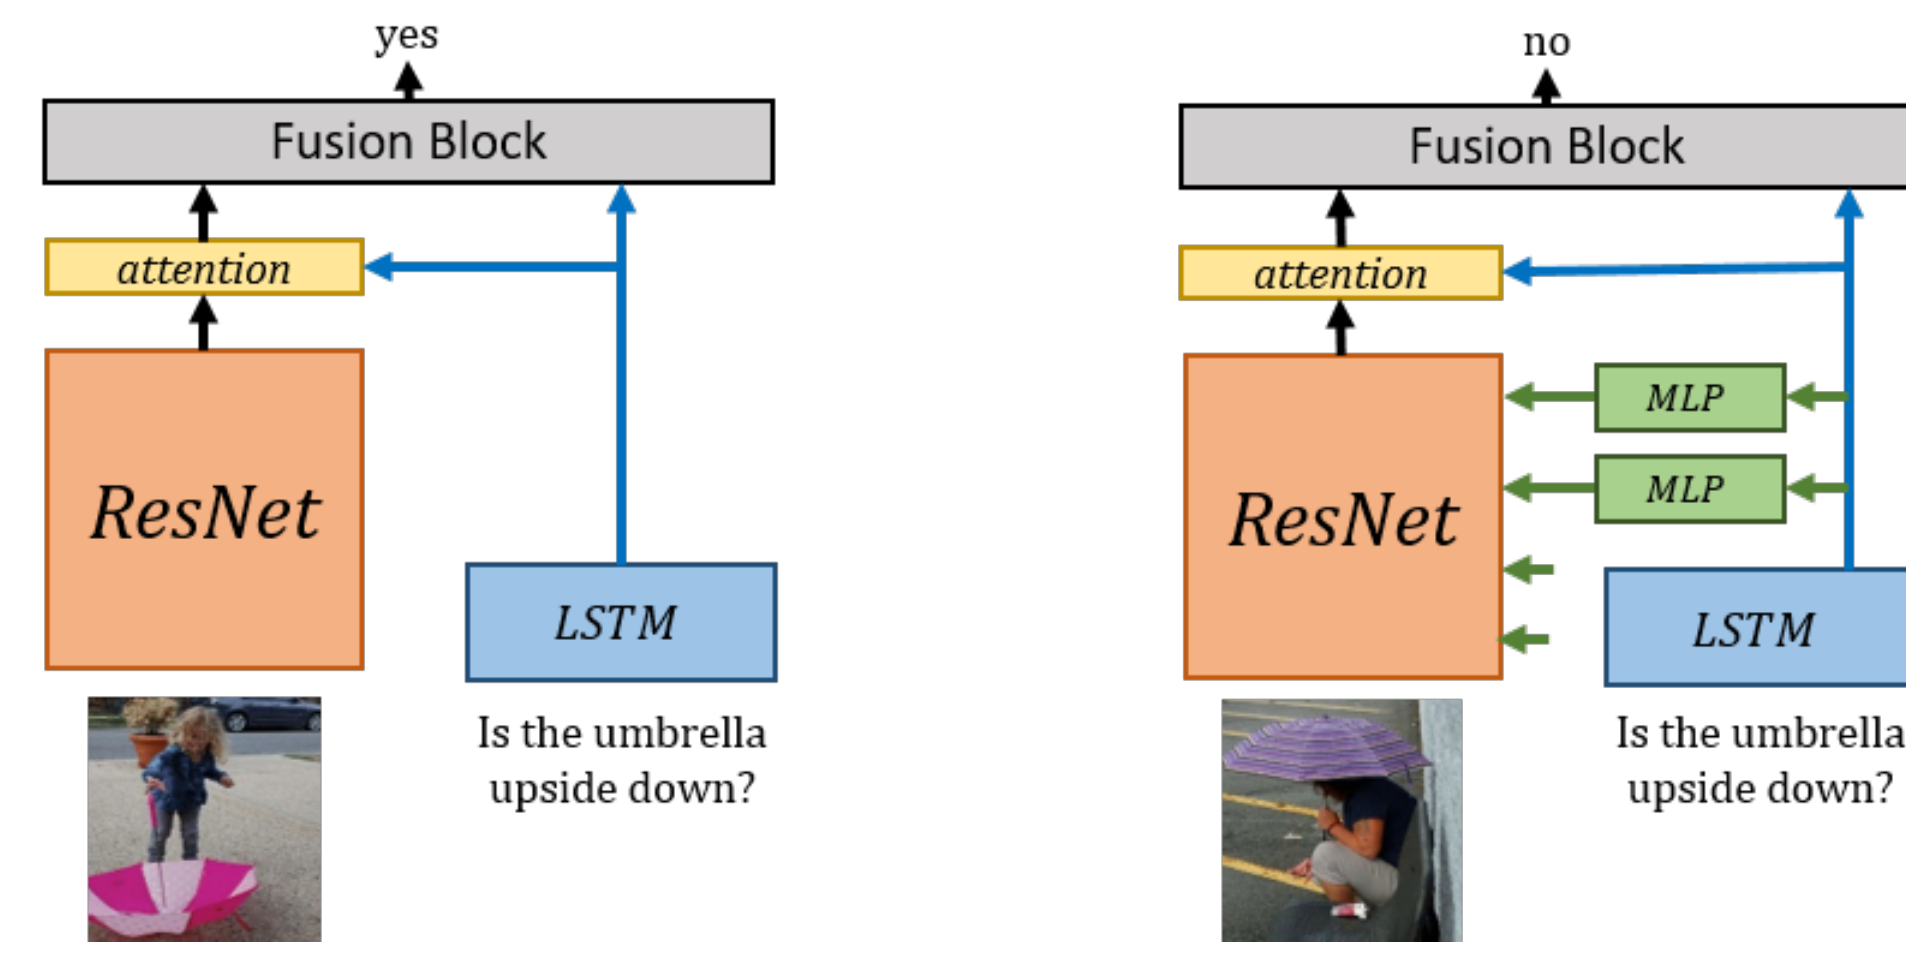 yes
Fusion Block
attention
ResNet
LSTM
Is the umbrella
upside down?
no
Fusion Block
attention
MLP
MLP
ResNet
LSTM
Is the umbrella
upside down?